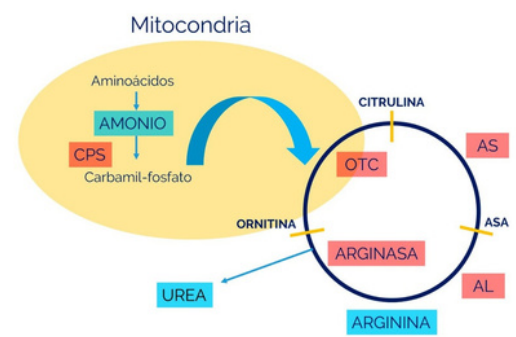 Mitocondria
Aminoácidos
AMONIO
CPS
Carbamil-fosfato
CITRULINA
AS
OTC
ORNITINA
ASA
ARGINASA
AL
UREA
ARGININA